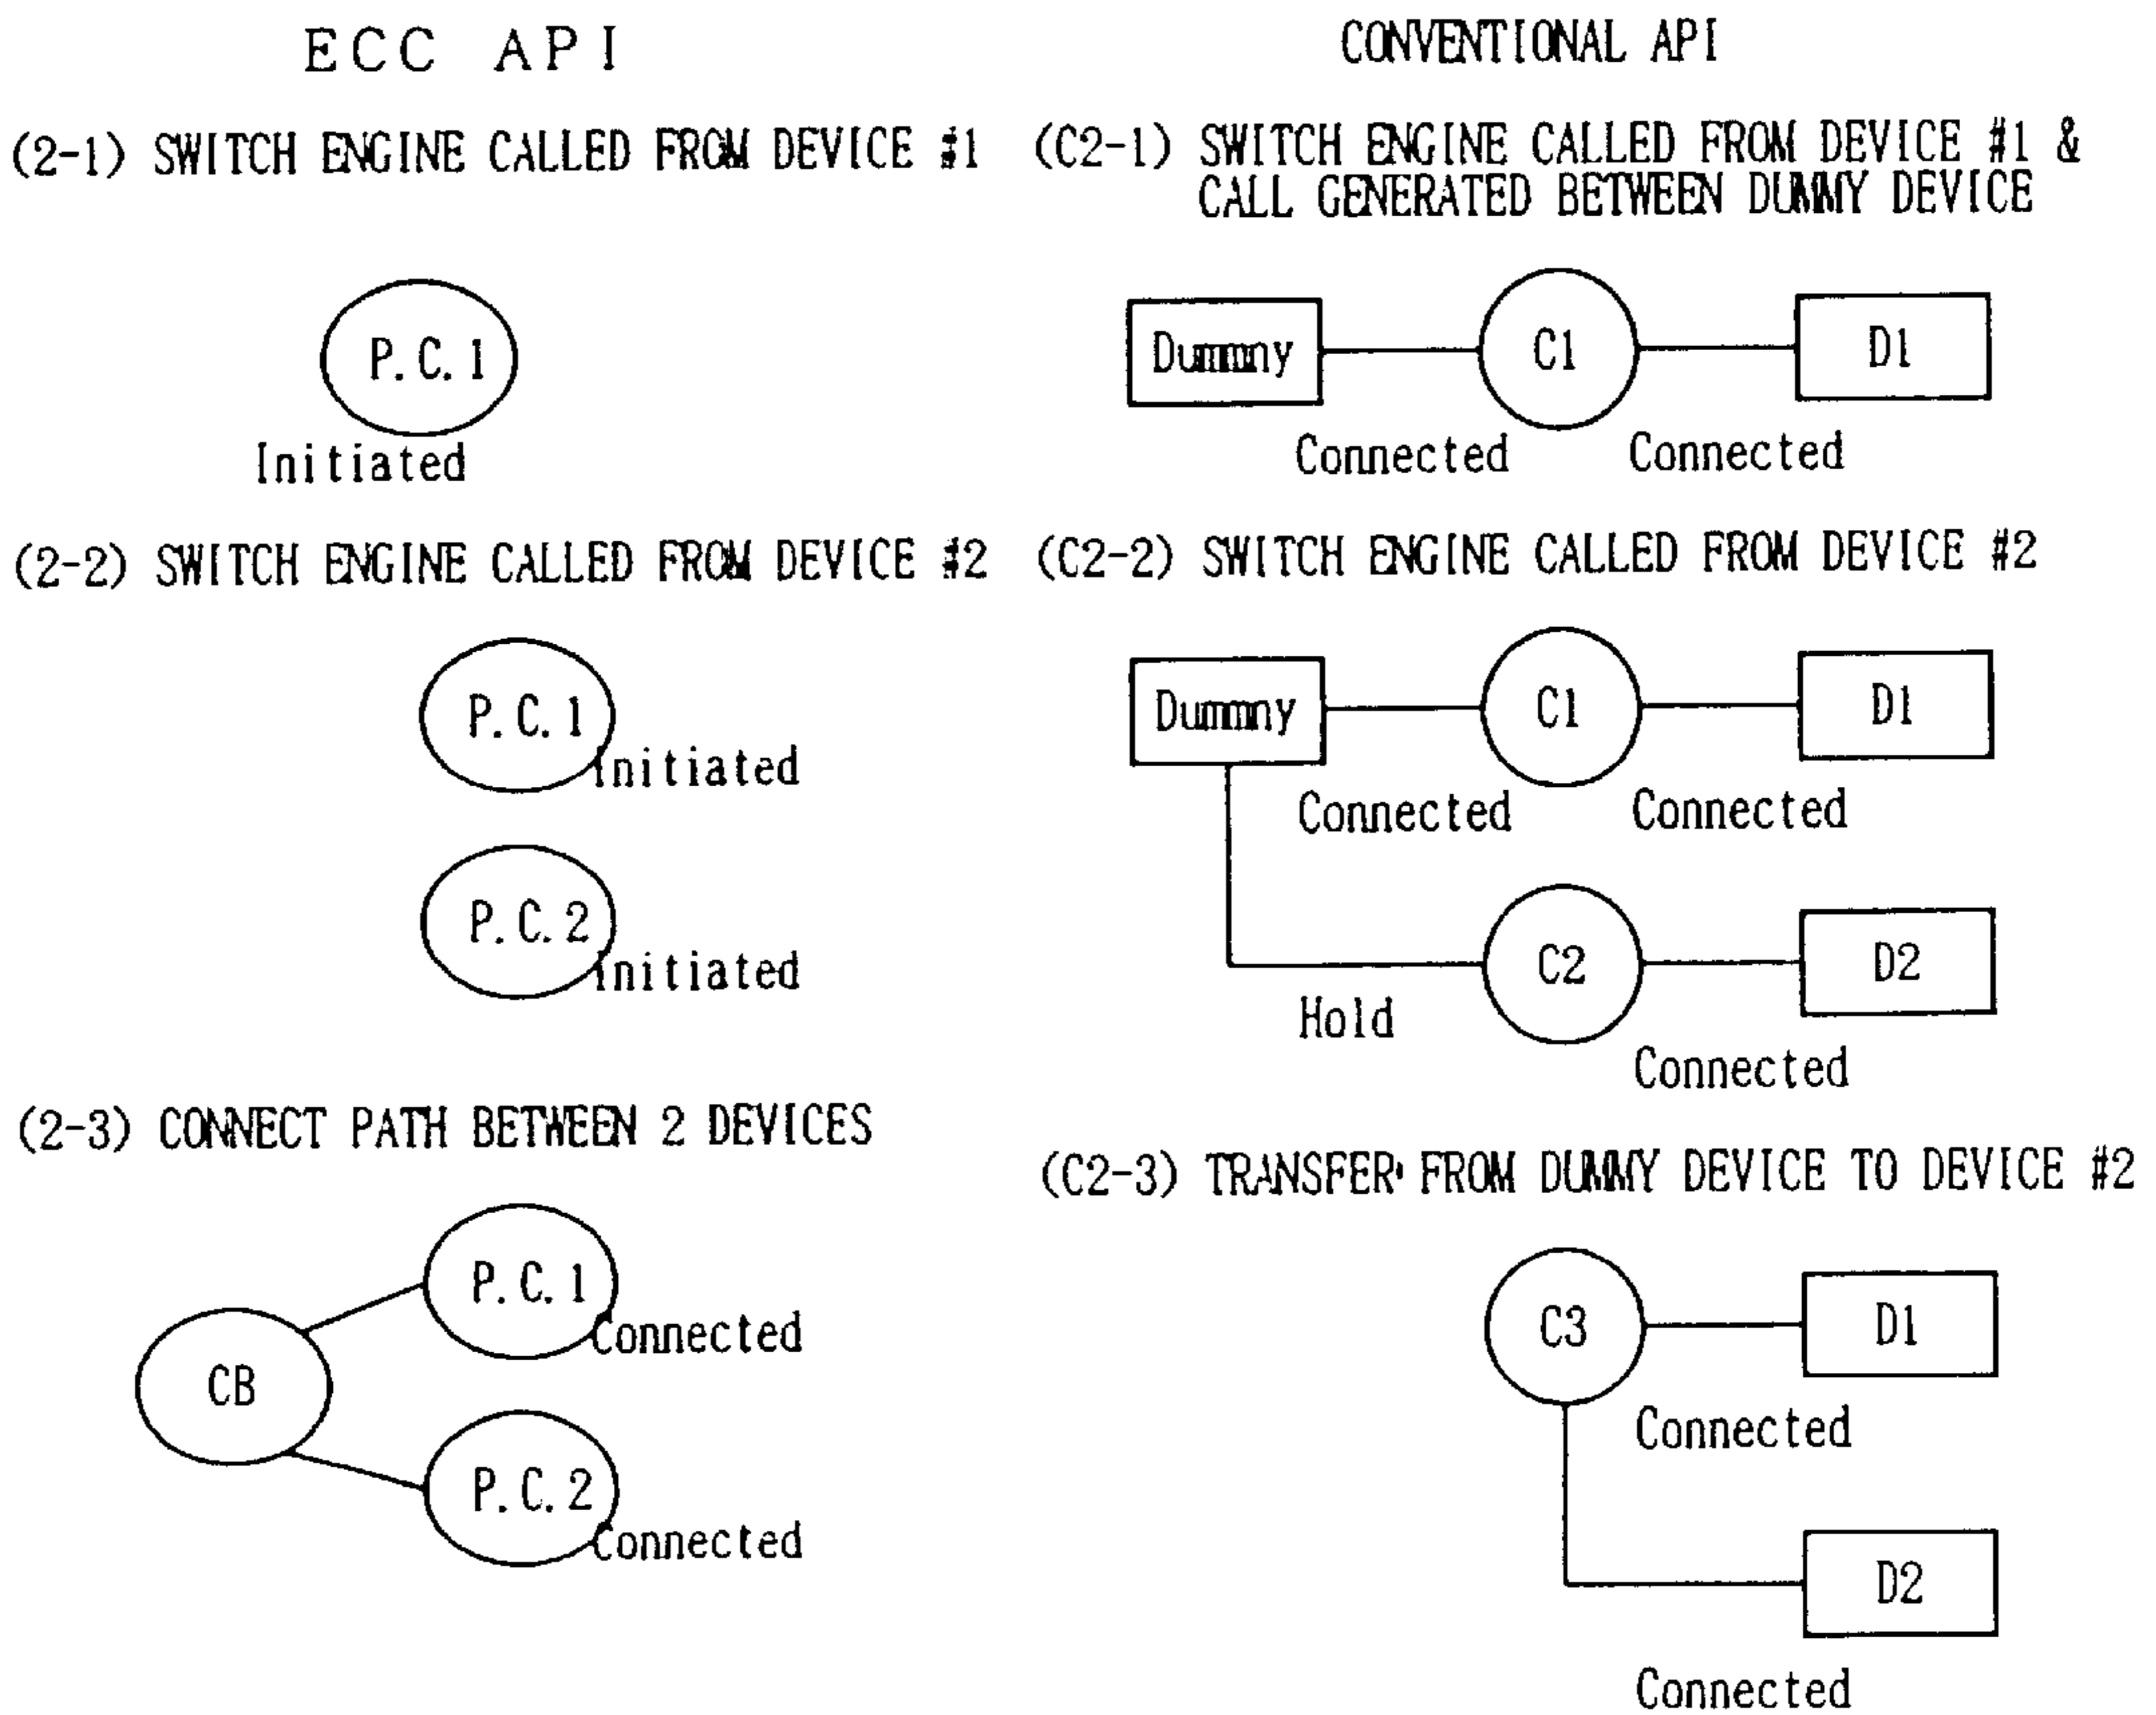 ECC API
(2-1) SWITCH ENGINE CALLED FROM DEVICE #1
P.C.1
Initiated
(2-2) SWITCH ENGINE CALLED FROM DEVICE #2
P.C.1
Initiated
P.C.2
Initiated
(2-3) CONNECT PATH BETWEEN 2 DEVICES
P.C.1
Connected
CB
P.C.2
Connected
CONVENTIONAL API
(C2-1) SWITCH ENGINE CALLED FROM DEVICE #1 &
CALL GENERATED BETWEEN DUMMY DEVICE
Dummy C1 D1
Connected Connected
(C2-2) SWITCH ENGINE CALLED FROM DEVICE #2
Dummy C1 D1
Connected Connected
C2 D2
Hold
Connected
(C2-3) TRANSFER FROM DUMMY DEVICE TO DEVICE #2
C3 D1
Connected
D2
Connected